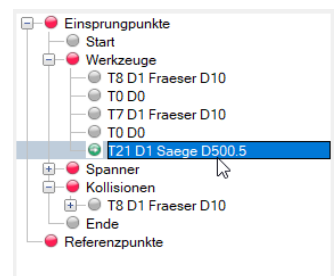 Einsprungpunkte
Start
Werkzeuge
T8 D1 Fraeser D10
T0 D0
T7 D1 Fraeser D10
T0 D0
T21 D1 Saege D500.5
Spanner
Kollisionen
T8 D1 Fraeser D10
Ende
Referenzpunkte